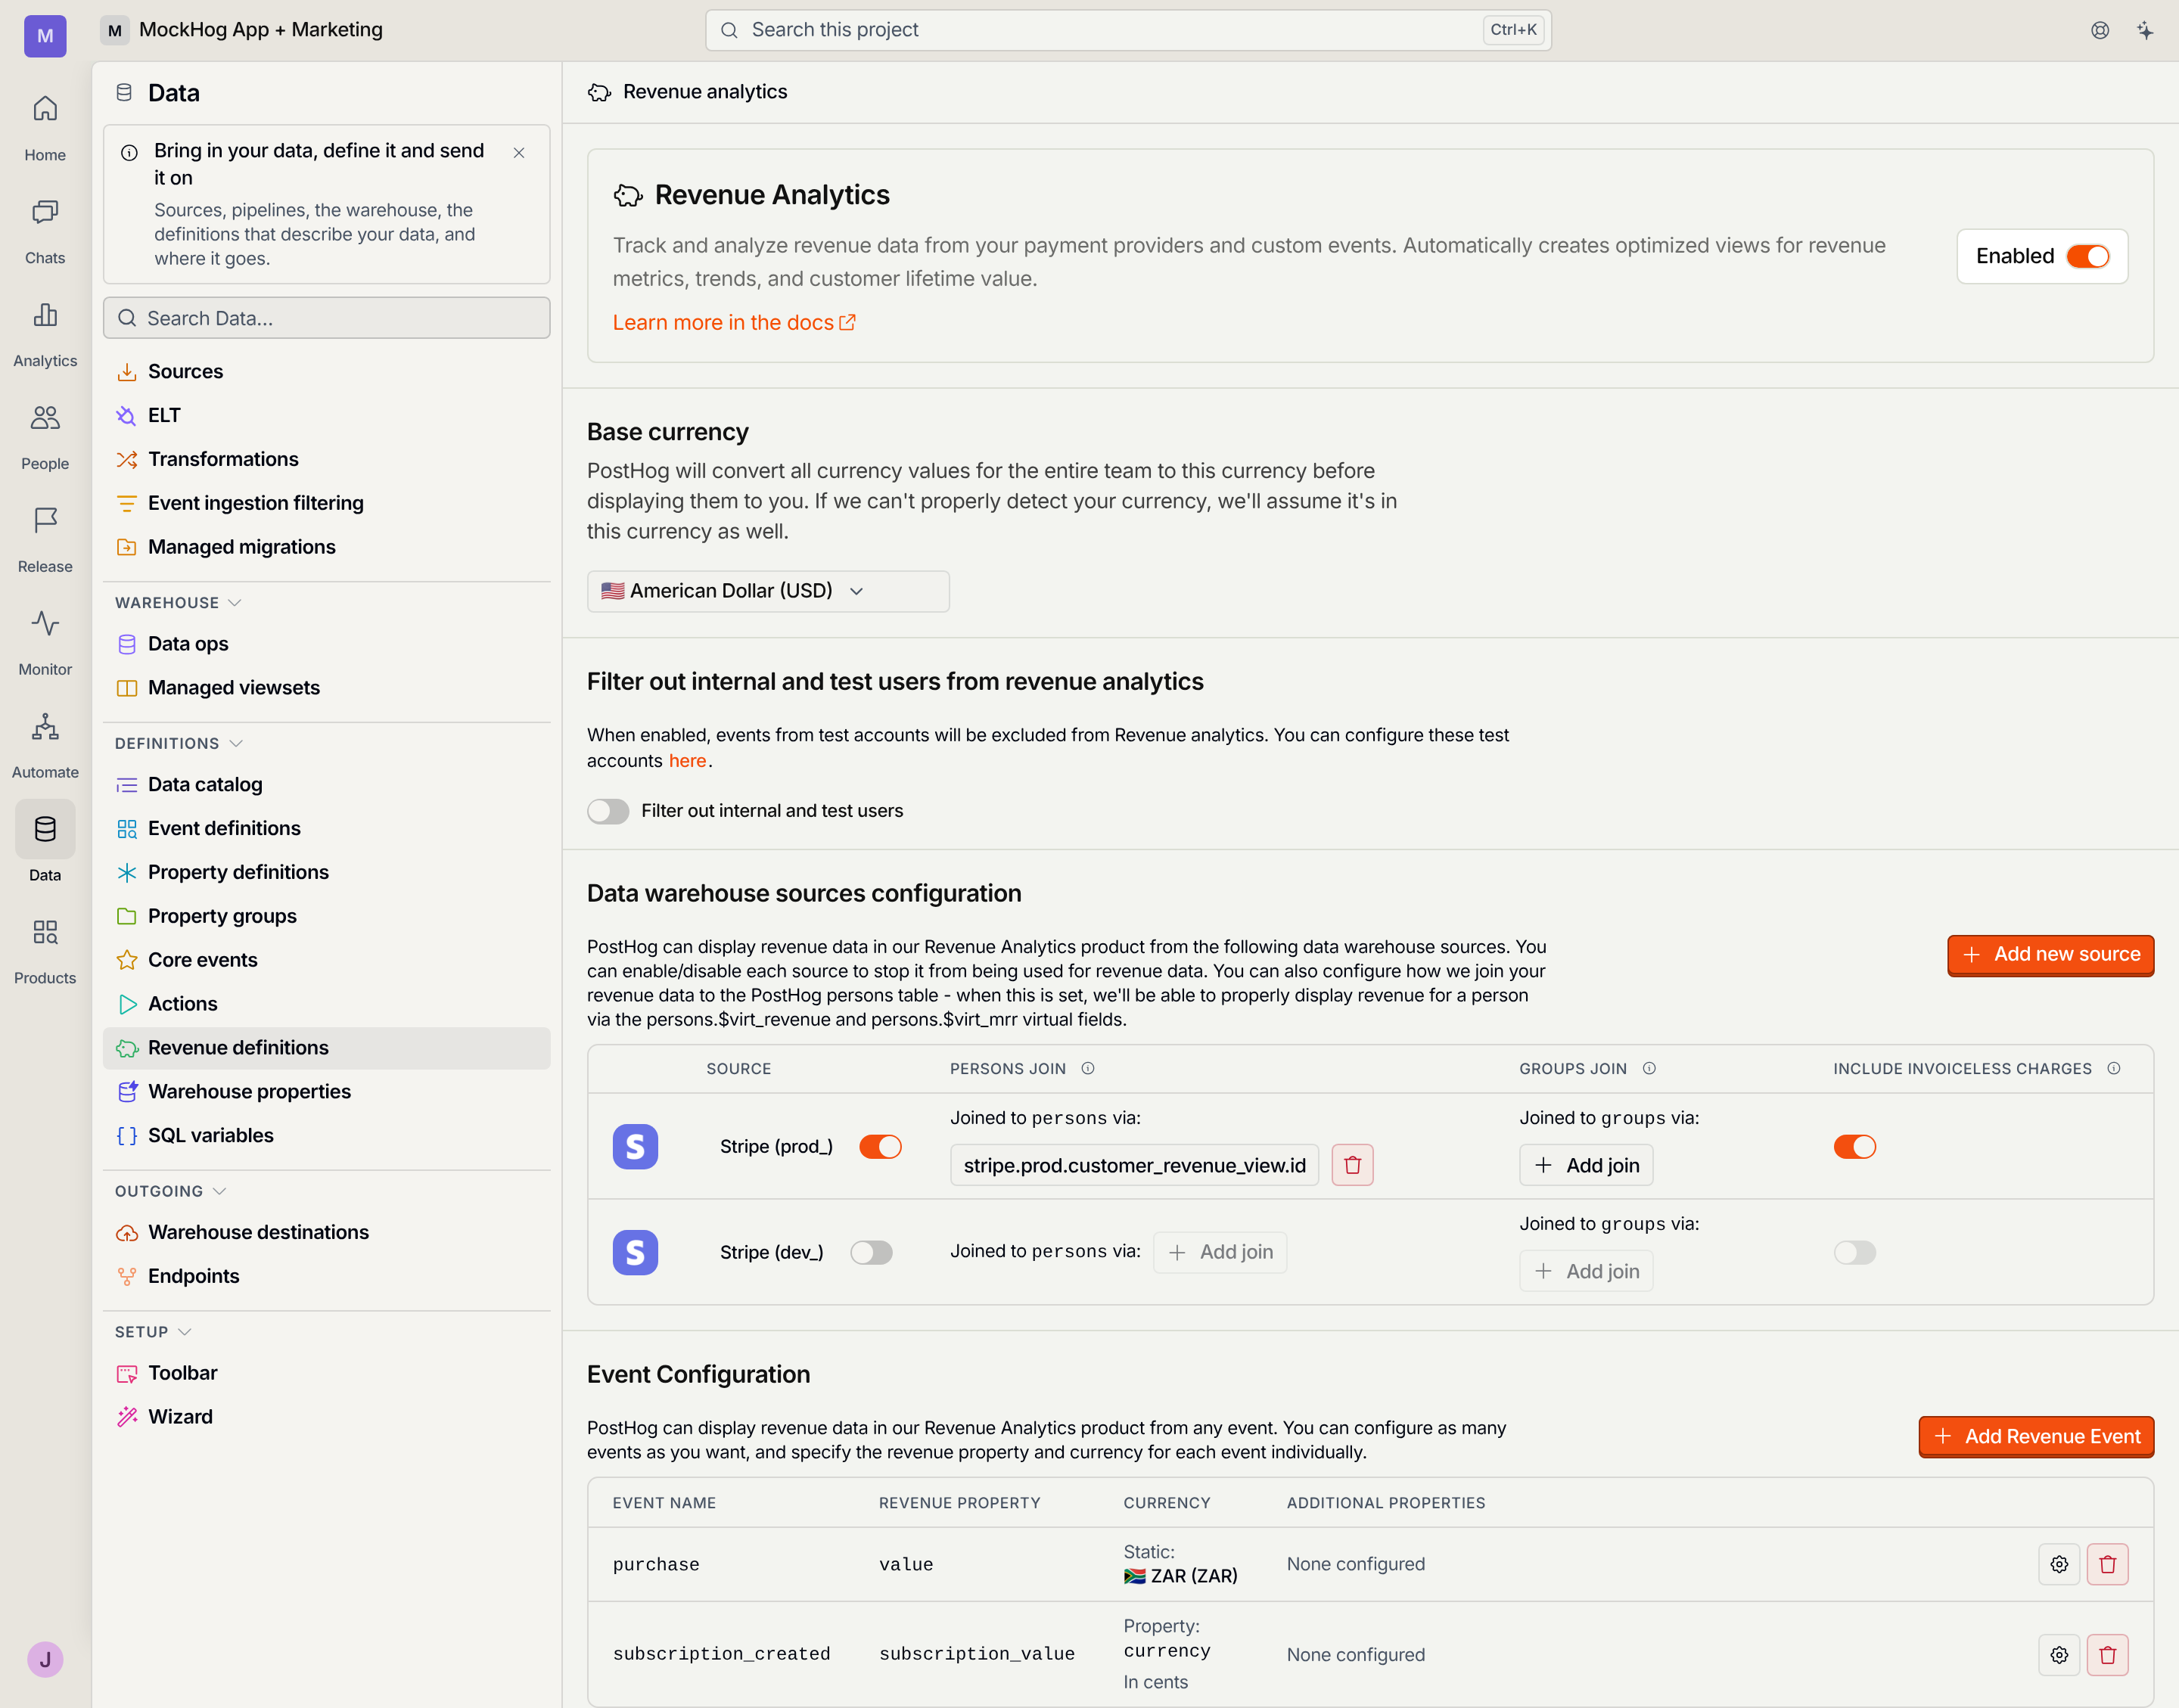 M
M
MockHog App + Marketing
Search this project
Ctrl+K
Home
Chats
Analytics
People
Release
Monitor
Automate
Data
Products
J
Data
Bring in your data, define it and send
it on
Sources, pipelines, the warehouse, the
definitions that describe your data, and
where it goes.
Search Data...
Sources
ELT
Transformations
Event ingestion filtering
Managed migrations
WAREHOUSE
Data ops
Managed viewsets
DEFINITIONS
Data catalog
Event definitions
Property definitions
Property groups
Core events
Actions
Revenue definitions
Warehouse properties
SQL variables
OUTGOING
Warehouse destinations
Endpoints
SETUP
Toolbar
Wizard
Revenue analytics
Revenue Analytics
Track and analyze revenue data from your payment providers and custom events. Automatically creates optimized views for revenue
metrics, trends, and customer lifetime value.
Learn more in the docs
Enabled
Base currency
PostHog will convert all currency values for the entire team to this currency before
displaying them to you. If we can't properly detect your currency, we'll assume it's in
this currency as well.
American Dollar (USD)
Filter out internal and test users from revenue analytics
When enabled, events from test accounts will be excluded from Revenue analytics. You can configure these test
accounts here.
Filter out internal and test users
Data warehouse sources configuration
PostHog can display revenue data in our Revenue Analytics product from the following data warehouse sources. You
can enable/disable each source to stop it from being used for revenue data. You can also configure how we join your
revenue data to the PostHog persons table - when this is set, we'll be able to properly display revenue for a person
via the persons.$virt_revenue and persons.$virt_mrr virtual fields.
Add new source
SOURCE PERSONS JOIN GROUPS JOIN INCLUDE INVOICELESS CHARGES
S
Stripe (prod_)
Joined to persons via:
stripe.prod.customer_revenue_view.id
Joined to groups via:
Add join
S
Stripe (dev_)
Joined to persons via:
Add join
Joined to groups via:
Add join
Event Configuration
PostHog can display revenue data in our Revenue Analytics product from any event. You can configure as many
events as you want, and specify the revenue property and currency for each event individually.
Add Revenue Event
EVENT NAME REVENUE PROPERTY CURRENCY ADDITIONAL PROPERTIES
purchase
value
Static:
ZAR (ZAR)
None configured
subscription_created
subscription_value
Property:
currency
In cents
None configured